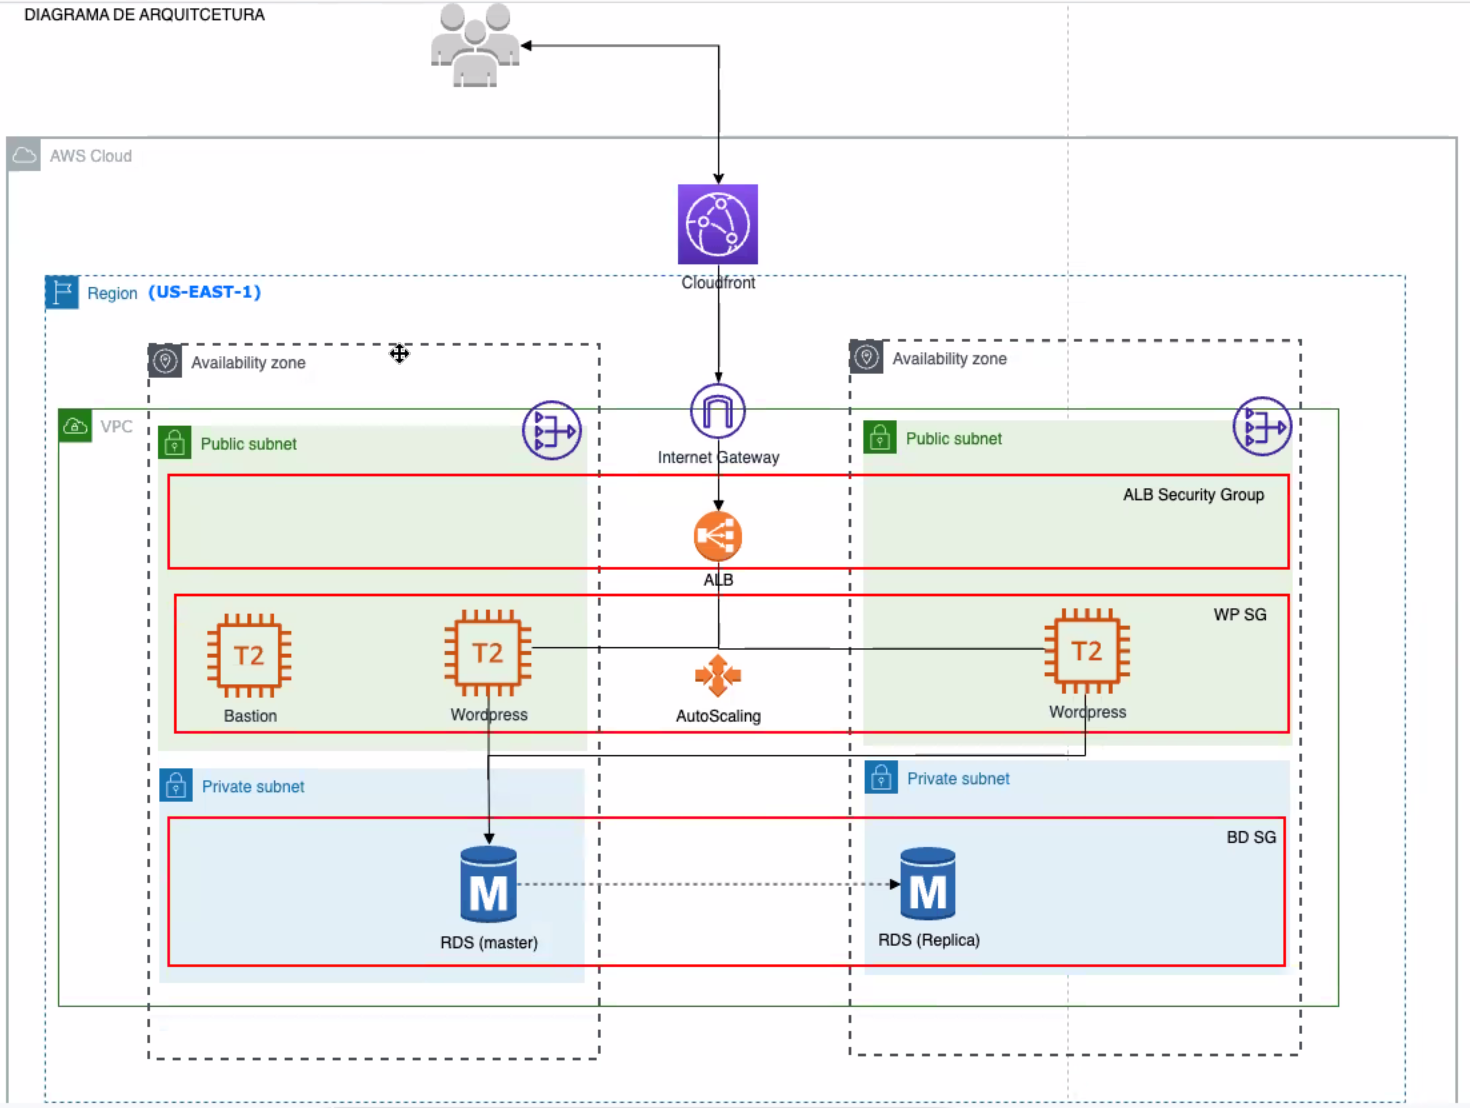 DIAGRAMA DE ARQUITCETURA
AWS Cloud
Cloudfront
Region (US-EAST-1)
Availability zone
Availability zone
VPC
Public subnet
Public subnet
Internet Gateway
ALB Security Group
ALB
WP SG
T2
T2
T2
Bastion
Wordpress
AutoScaling
Wordpress
Private subnet
Private subnet
BD SG
M
M
RDS (master)
RDS (Replica)